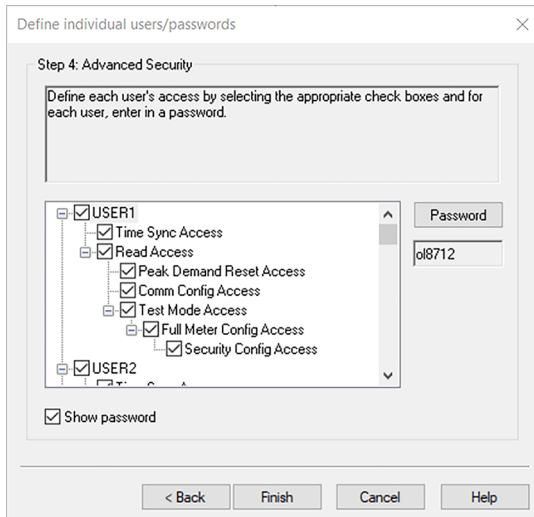 Define individual users/passwords
Step 4: Advanced Security
Define each user's access by selecting the appropriate check boxes and for
each user, enter in a password.
USER1
Time Sync Access
Read Access
Peak Demand Reset Access
Comm Config Access
Test Mode Access
Full Meter Config Access
Security Config Access
USER2
Password
ol8712
Show password
< Back
Finish
Cancel
Help